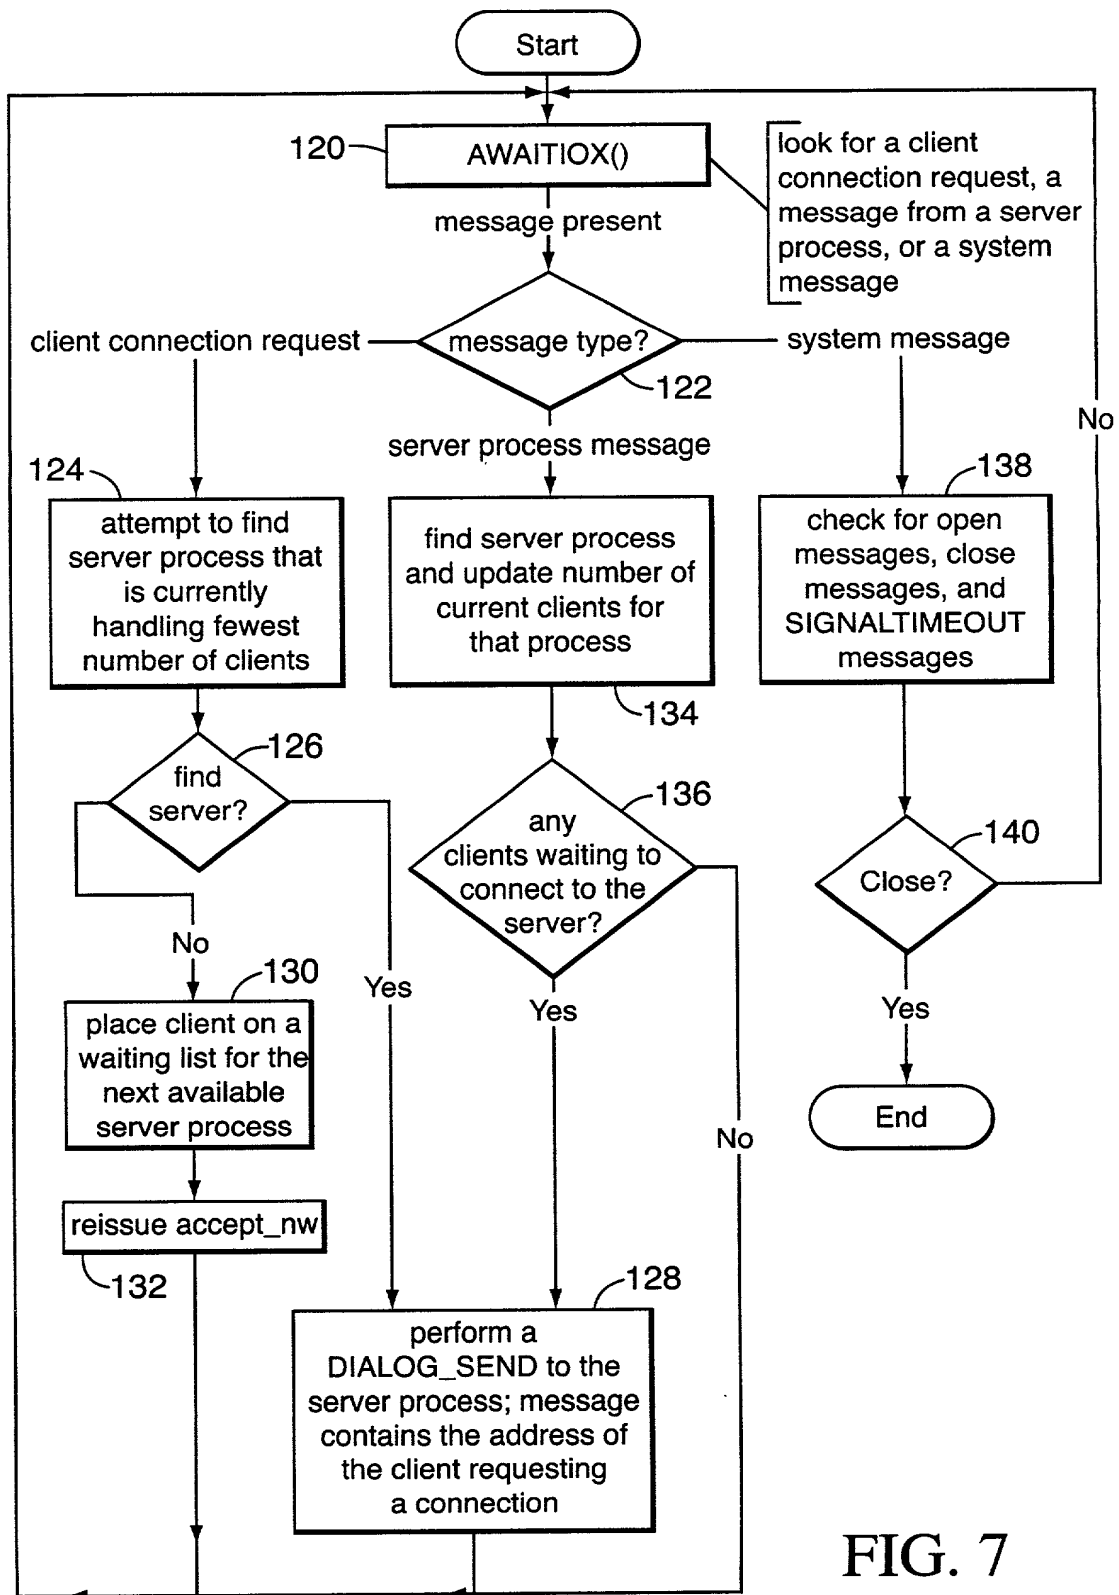 Start
120
AWAITIOX()
look for a client
connection request, a
message from a server
process, or a system
message
message present
client connection request
message type?
system message
122
No
server process message
124
attempt to find
server process that
is currently
handling fewest
number of clients
find server process
and update number of
current clients for
that process
134
138
check for open
messages, close
messages, and
SIGNALTIMEOUT
messages
126
find
server?
136
any
clients waiting to
connect to the
server?
140
Close?
No
Yes
Yes
Yes
130
place client on a
waiting list for the
next available
server process
End
No
reissue accept_nw
132
128
perform a
DIALOG_SEND to the
server process; message
contains the address of
the client requesting
a connection
FIG. 7